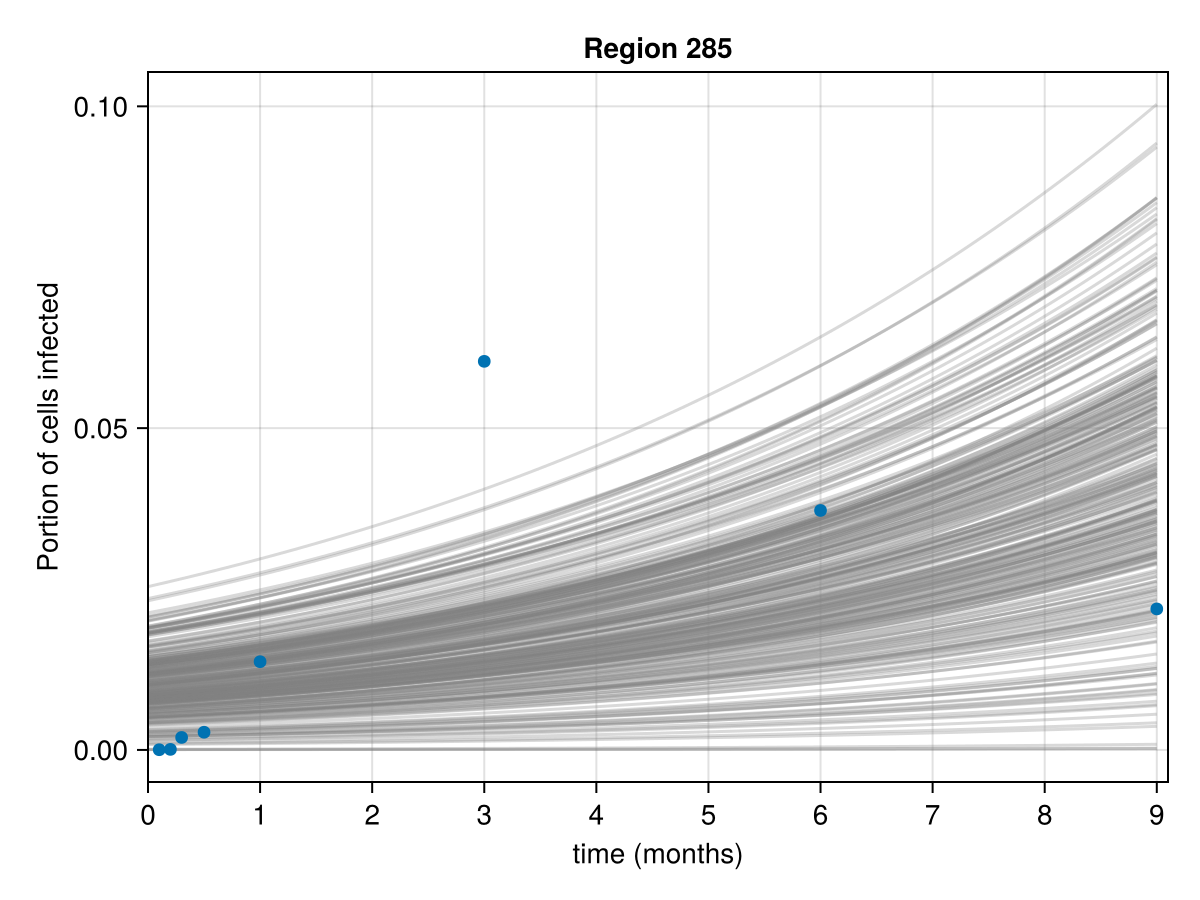 Region 285
Portion of cells infected
0.10
0.05
0.00
0 1 2 3 4 5 6 7 8 9
time (months)